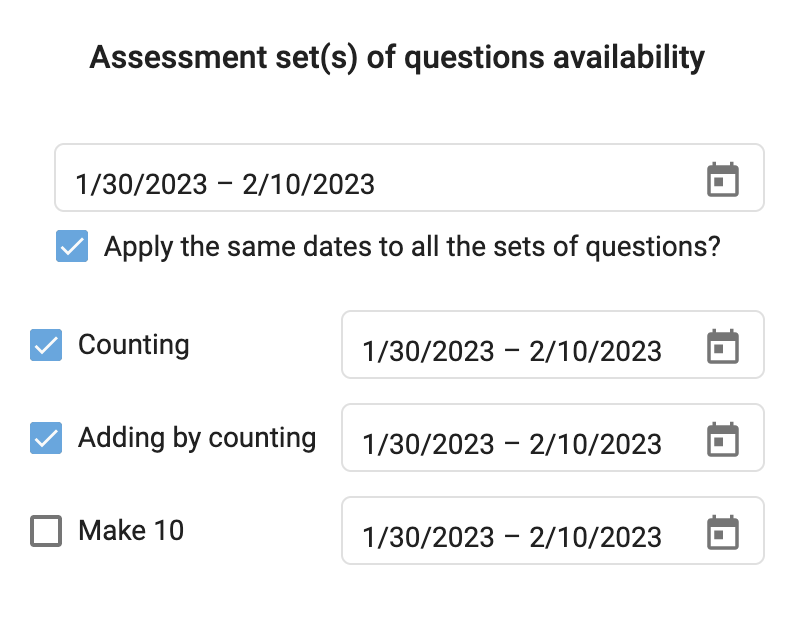 Assessment set(s) of questions availability
1/30/2023 – 2/10/2023
Apply the same dates to all the sets of questions?
Counting
1/30/2023 – 2/10/2023
Adding by counting
1/30/2023 – 2/10/2023
Make 10
1/30/2023 – 2/10/2023